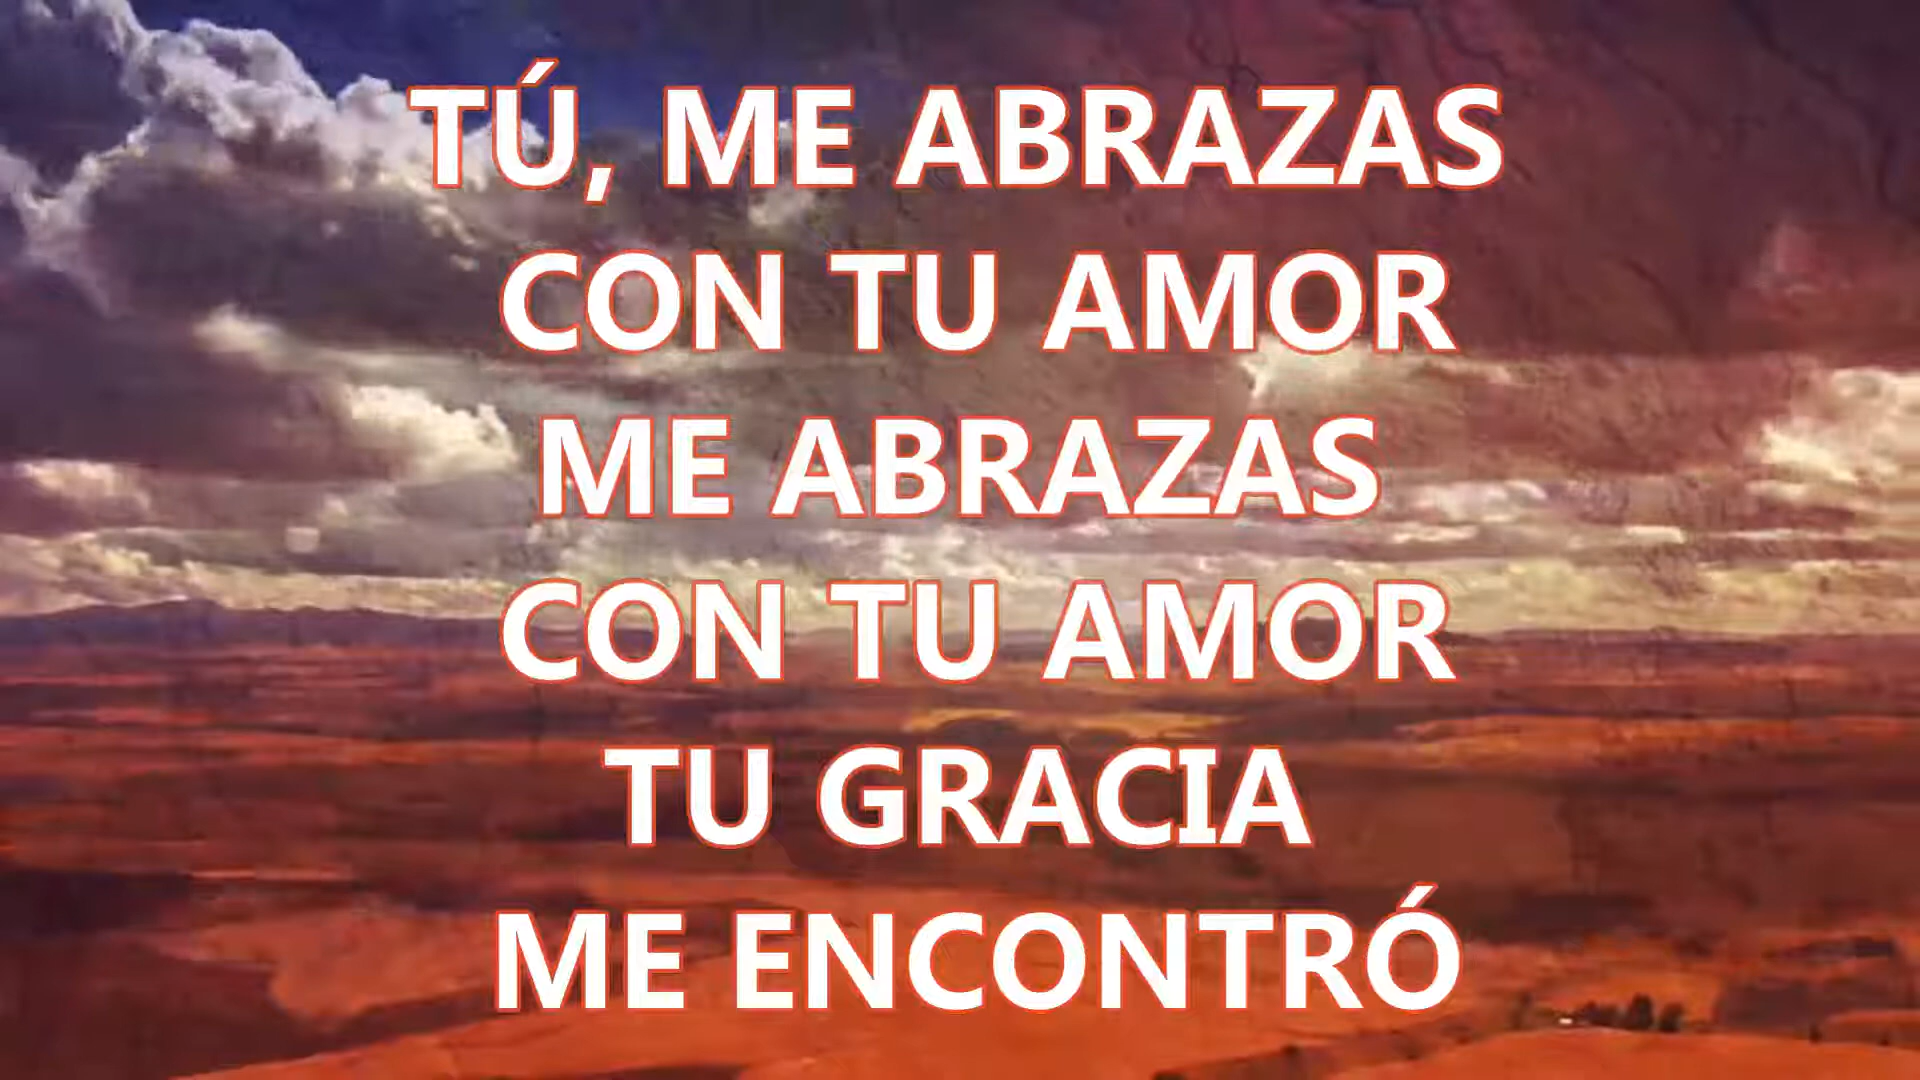 TÚ, ME ABRAZAS
CON TU AMOR
ME ABRAZAS
CON TU AMOR
TU GRACIA
ME ENCONTRÓ